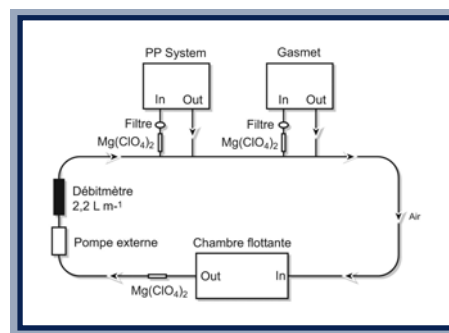 PP System
Gasmet
In Out
In Out
Filtre
Filtre
Mg(ClO4)2
Mg(ClO4)2
Débitmètre
2,2 L m-1
Air
Pompe externe
Chambre flottante
Out In
Mg(ClO4)2